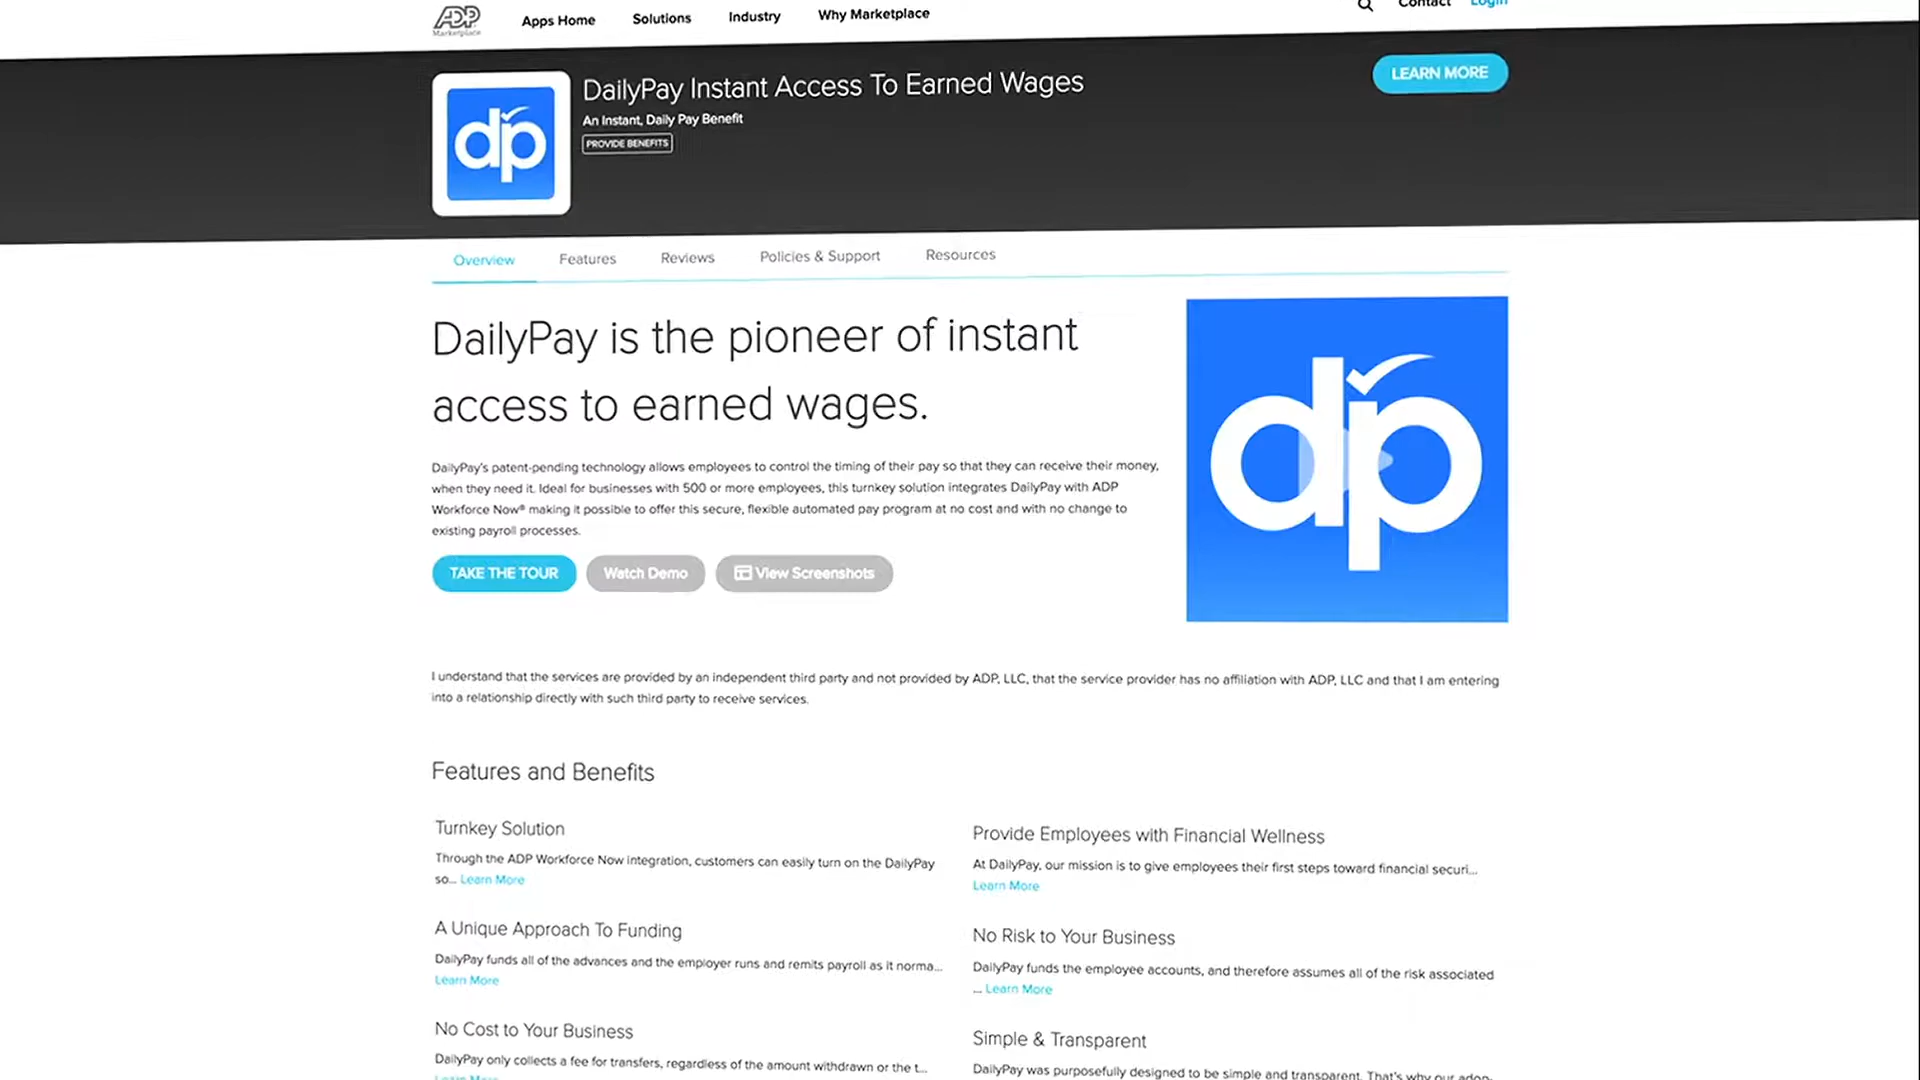 ADP
Marketplace
Apps Home
Solutions
Industry
Why Marketplace
Contact
Login
dp
DailyPay Instant Access To Earned Wages
An Instant, Daily Pay Benefit
PROVIDE BENEFITS
LEARN MORE
Overview
Features
Reviews
Policies & Support
Resources
DailyPay is the pioneer of instant
access to earned wages.
dp
DailyPay's patent-pending technology allows employees to control the timing of their pay so that they can receive their money,
when they need it. Ideal for businesses with 500 or more employees, this turnkey solution integrates DailyPay with ADP
Workforce Now® making it possible to offer this secure, flexible automated pay program at no cost and with no change to
existing payroll processes.
TAKE THE TOUR
Watch Demo
View Screenshots
I understand that the services are provided by an independent third party and not provided by ADP, LLC, that the service provider has no affiliation with ADP, LLC and that I am entering
into a relationship directly with such third party to receive services.
Features and Benefits
Turnkey Solution
Through the ADP Workforce Now integration, customers can easily turn on the DailyPay
so... Learn More
Provide Employees with Financial Wellness
At DailyPay, our mission is to give employees their first steps toward financial securi...
Learn More
A Unique Approach To Funding
DailyPay funds all of the advances and the employer runs and remits payroll as it norma...
Learn More
No Risk to Your Business
DailyPay funds the employee accounts, and therefore assumes all of the risk associated
... Learn More
No Cost to Your Business
DailyPay only collects a fee for transfers, regardless of the amount withdrawn or the t...
Learn More
Simple & Transparent
DailyPay was purposefully designed to be simple and transparent. That's why our adop-